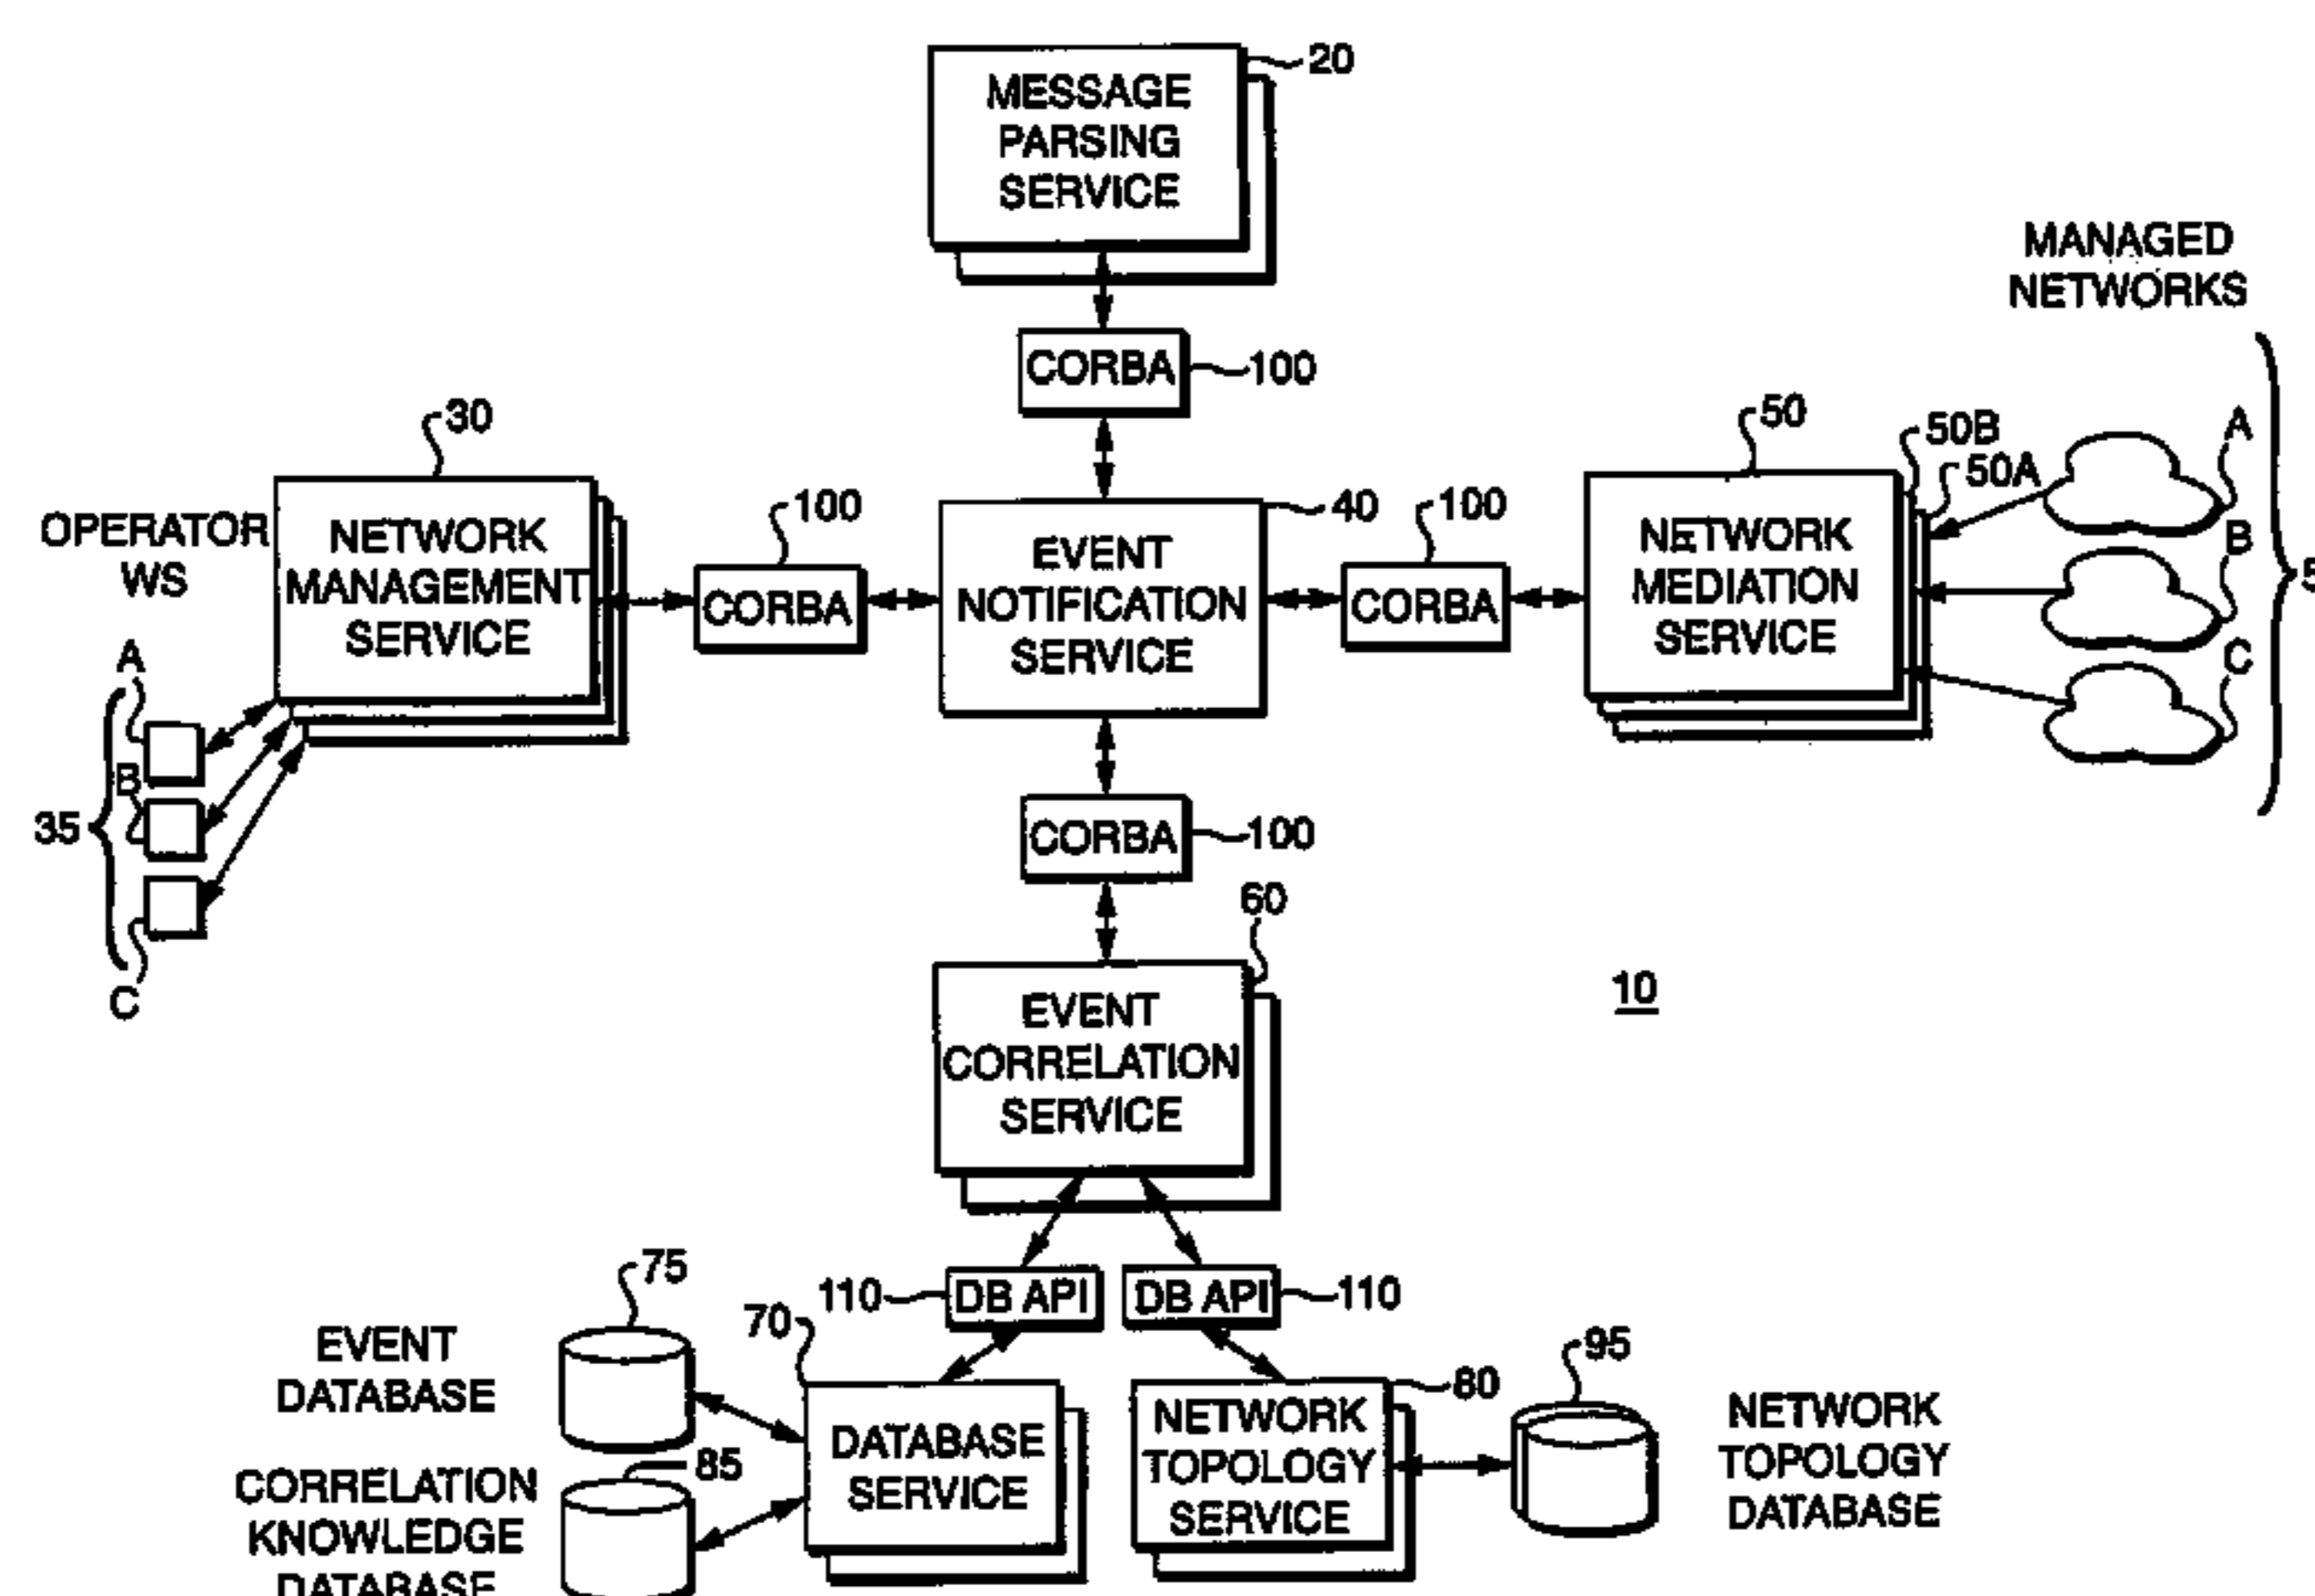 MESSAGE
PARSING
SERVICE
20
MANAGED
NETWORKS
CORBA
100
30
50
50B
50A
A
B
C
OPERATOR
WS
NETWORK
MANAGEMENT
SERVICE
100
CORBA
EVENT
NOTIFICATION
SERVICE
40
100
CORBA
NETWORK
MEDIATION
SERVICE
A
B
C
35
CORBA
100
60
EVENT
CORRELATION
SERVICE
10
110
DB API
DB API
110
75
70
EVENT
DATABASE
85
CORRELATION
KNOWLEDGE
DATABASE
DATABASE
SERVICE
NETWORK
TOPOLOGY
SERVICE
80
95
NETWORK
TOPOLOGY
DATABASE